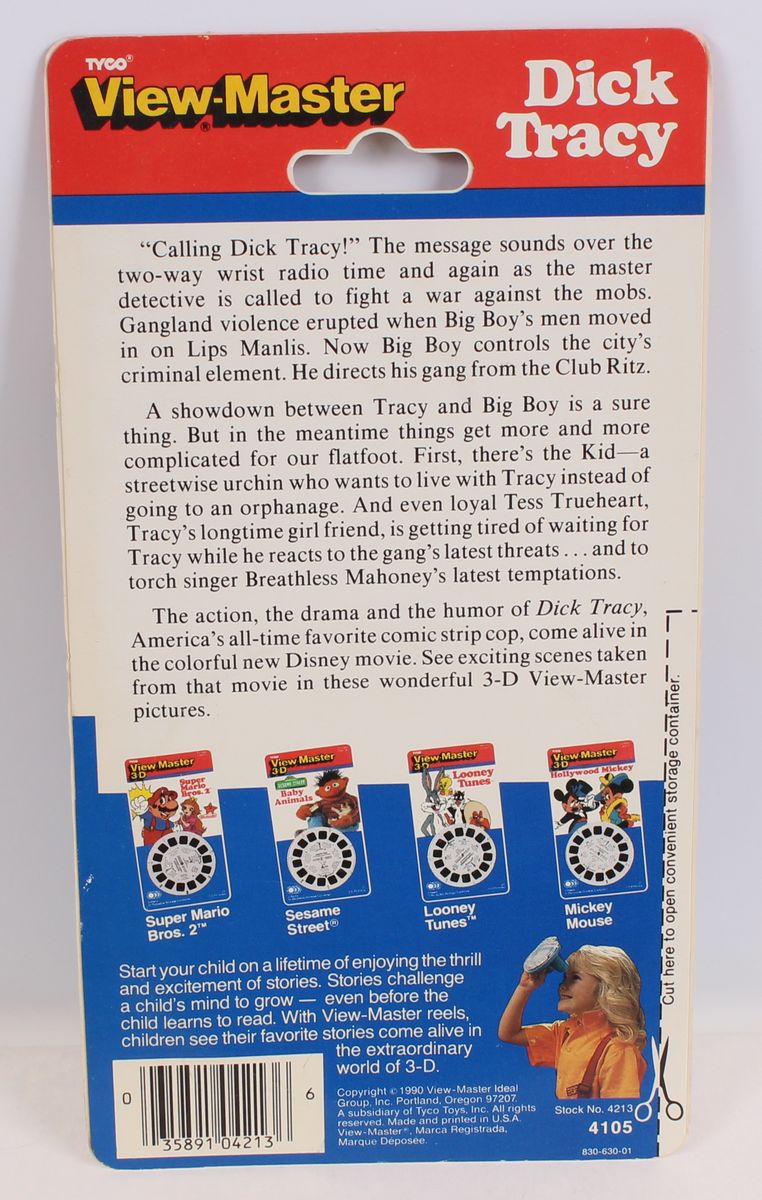 TYCO®
View-Master®
Dick
Tracy
“Calling Dick Tracy!” The message sounds over the
two-way wrist radio time and again as the master
detective is called to fight a war against the mobs.
Gangland violence erupted when Big Boy’s men moved
in on Lips Manlis. Now Big Boy controls the city’s
criminal element. He directs his gang from the Club Ritz.
A showdown between Tracy and Big Boy is a sure
thing. But in the meantime things get more and more
complicated for our flatfoot. First, there’s the Kid—a
streetwise urchin who wants to live with Tracy instead of
going to an orphanage. And even loyal Tess Trueheart,
Tracy’s longtime girl friend, is getting tired of waiting for
Tracy while he reacts to the gang’s latest threats . . . and to
torch singer Breathless Mahoney’s latest temptations.
The action, the drama and the humor of Dick Tracy,
America’s all-time favorite comic strip cop, come alive in
the colorful new Disney movie. See exciting scenes taken
from that movie in these wonderful 3-D View-Master
pictures.
View-Master
3-D
Super
Mario
Bros. 2
View-Master
3-D
SESAME STREET
Baby
Animals
View-Master
3-D
Looney
Tunes
View-Master
3-D
Hollywood Mickey
Super Mario
Bros. 2™
Sesame
Street®
Looney
Tunes™
Mickey
Mouse
Start your child on a lifetime of enjoying the thrill
and excitement of stories. Stories challenge
a child’s mind to grow — even before the
child learns to read. With View-Master reels,
children see their favorite stories come alive in
the extraordinary
world of 3-D.
0
35891 04213
6
Copyright © 1990 View-Master Ideal
Group, Inc. Portland, Oregon 97207.
A subsidiary of Tyco Toys, Inc. All rights
reserved. Made and printed in U.S.A.
View-Master®, Marca Registrada,
Marque Déposée.
Stock No. 4213
4105
830-630-01
Cut here to open convenient storage container.